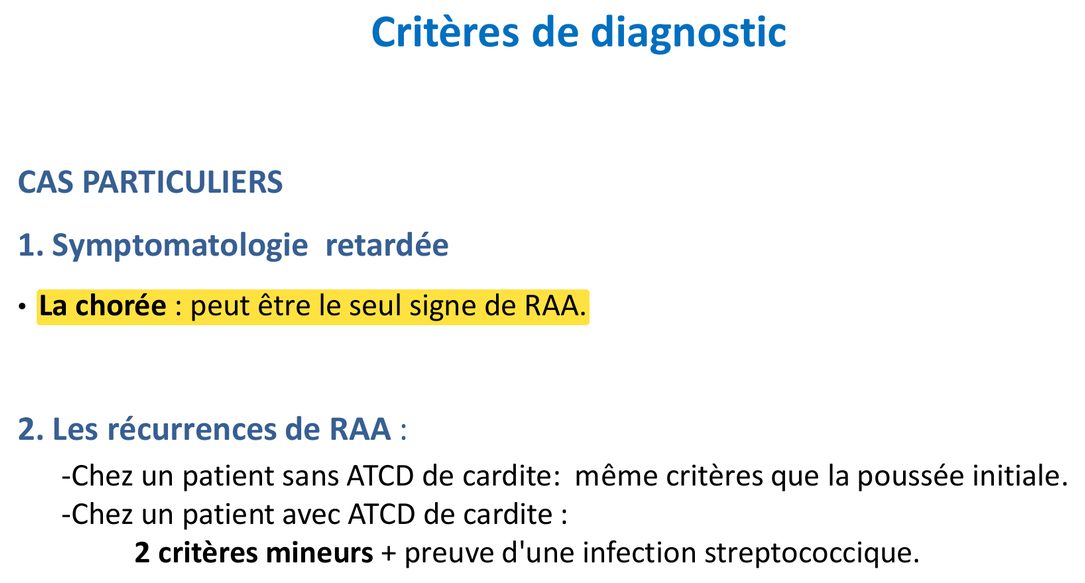 Critères de diagnostic
CAS PARTICULIERS
1. Symptomatologie retardée
• La chorée : peut être le seul signe de RAA.
2. Les récurrences de RAA :
-Chez un patient sans ATCD de cardite: même critères que la poussée initiale.
-Chez un patient avec ATCD de cardite :
2 critères mineurs + preuve d'une infection streptococcique.